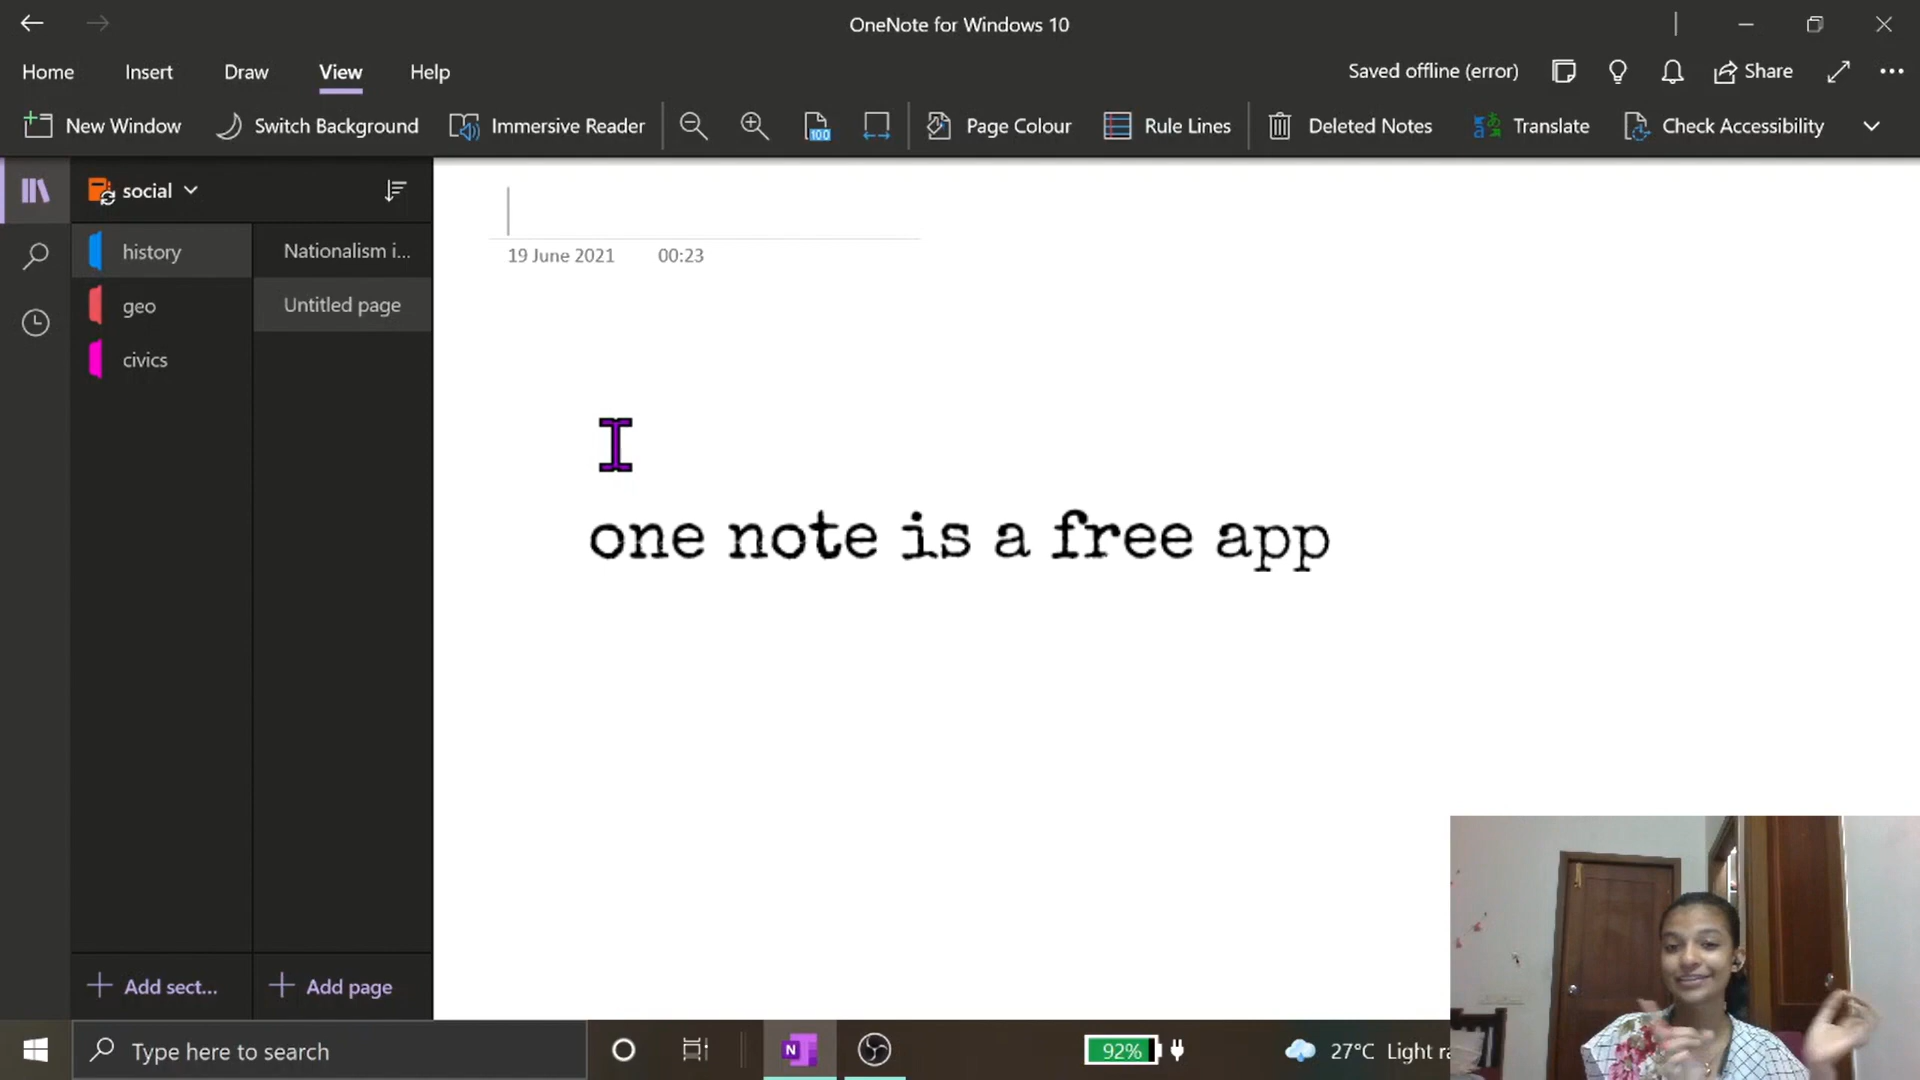 OneNote for Windows 10
Home Insert Draw View Help
Saved offline (error) Share
New Window Switch Background Immersive Reader 100 Page Colour Rule Lines Deleted Notes Translate Check Accessibility
social
history
geo
civics
Nationalism i...
Untitled page
19 June 2021 00:23
one note is a free app
Add sect... Add page
Type here to search
N
92%
27°C Light ra